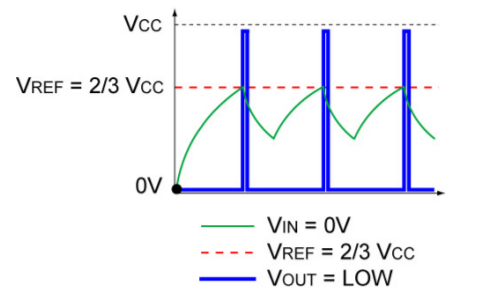 VCC
VREF = 2/3 VCC
0V
VIN = 0V
VREF = 2/3 VCC
VOUT = LOW